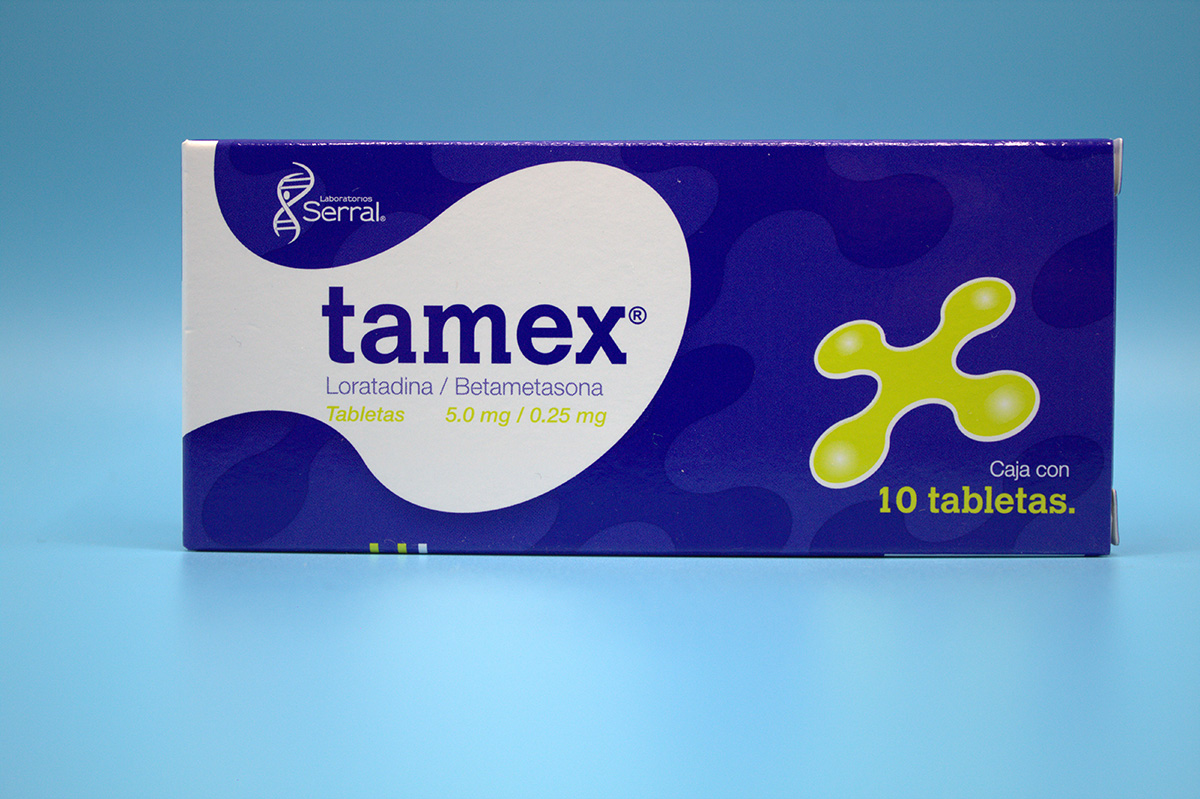 Laboratorios
Serral®
tamex®
Loratadina / Betametasona
Tabletas 5.0 mg / 0.25 mg
Caja con
10 tabletas.